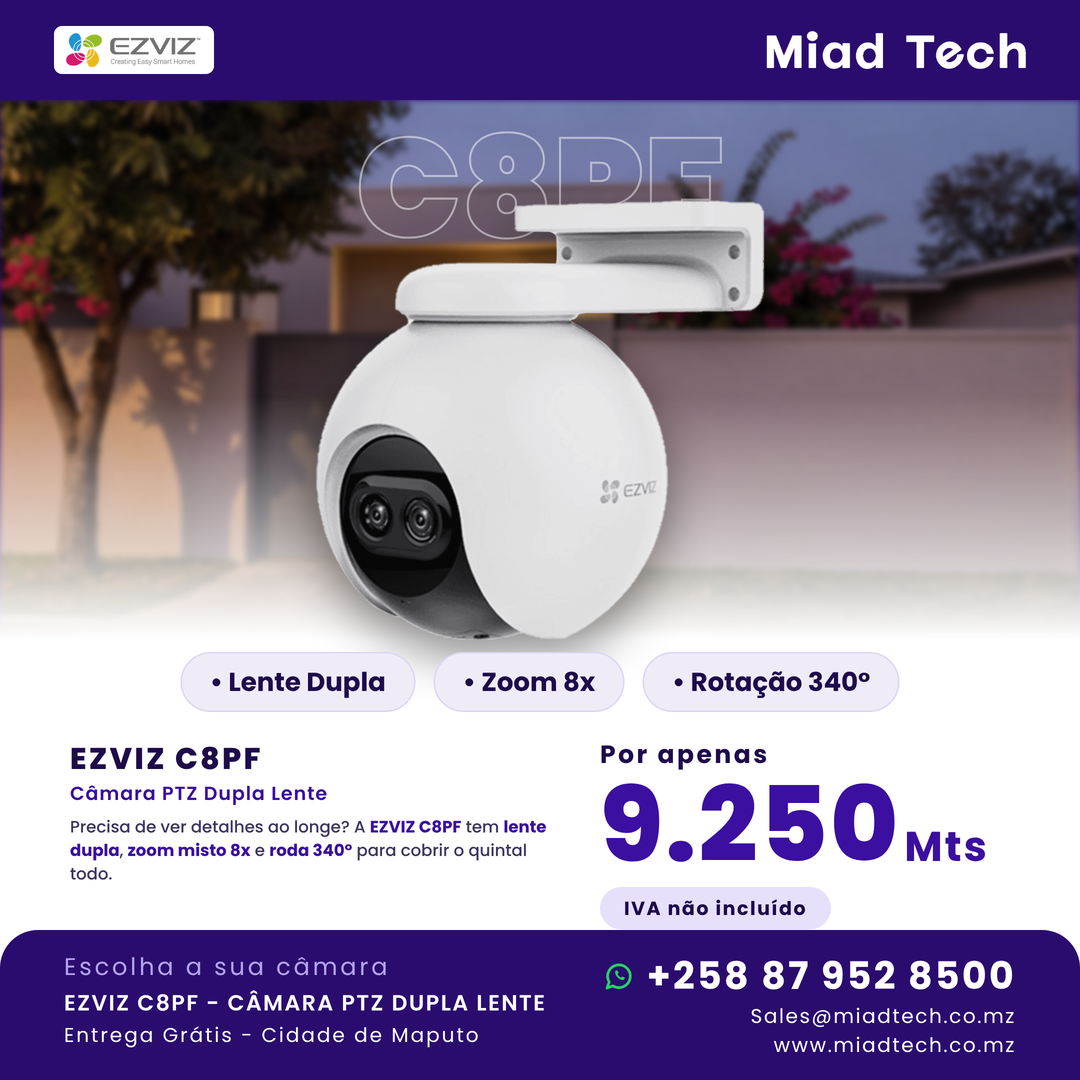 EZVIZ
Creating Easy Smart Homes
Miad Tech
C8PF
EZVIZ
• Lente Dupla
• Zoom 8x
• Rotação 340º
EZVIZ C8PF
Câmara PTZ Dupla Lente
Precisa de ver detalhes ao longe? A EZVIZ C8PF tem lente
dupla, zoom misto 8x e roda 340º para cobrir o quintal
todo.
Por apenas
9.250 Mts
IVA não incluído
Escolha a sua câmara
EZVIZ C8PF - CÂMARA PTZ DUPLA LENTE
Entrega Grátis - Cidade de Maputo
+258 87 952 8500
Sales@miadtech.co.mz
www.miadtech.co.mz